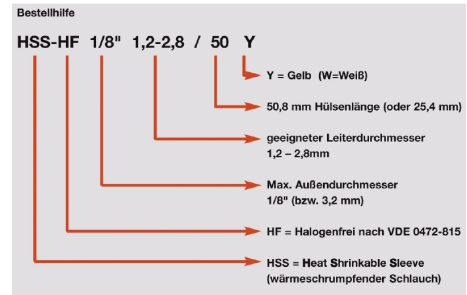 Bestellhilfe
HSS-HF 1/8" 1,2-2,8 / 50 Y
Y = Gelb (W=Weiß)
50,8 mm Hülsenlänge (oder 25,4 mm)
geeigneter Leiterdurchmesser
1,2 – 2,8mm
Max. Außendurchmesser
1/8" (bzw. 3,2 mm)
HF = Halogenfrei nach VDE 0472-815
HSS = Heat Shrinkable Sleeve
(wärmeschrumpfender Schlauch)